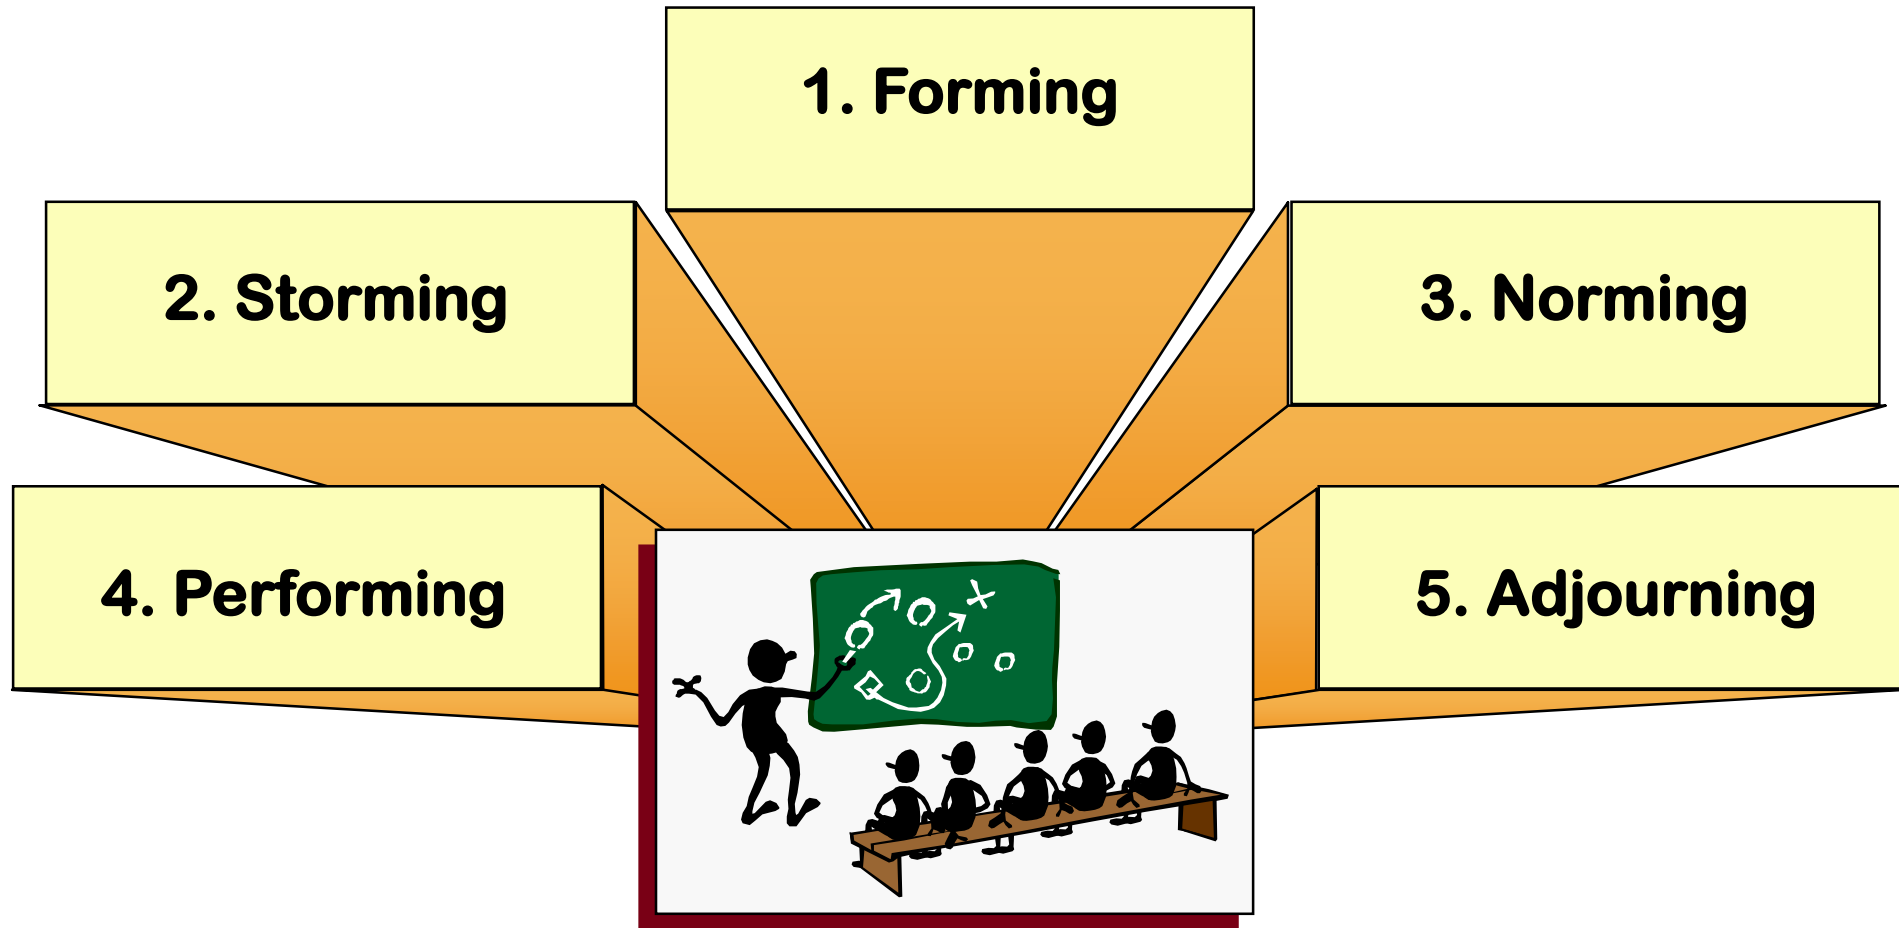 1. Forming
2. Storming
3. Norming
4. Performing
5. Adjourning